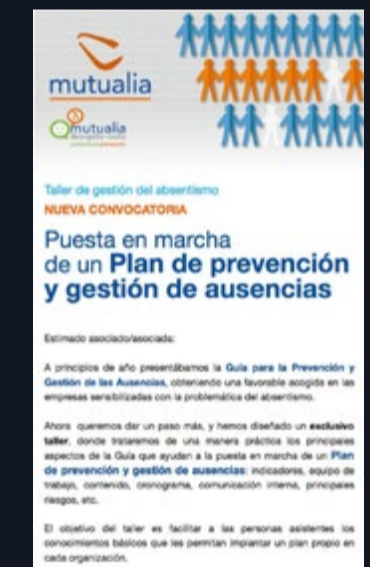 mutualia
mutualia
Taller de gestión del absentismo
NUEVA CONVOCATORIA
Puesta en marcha
de un Plan de prevención
y gestión de ausencias
Estimado asociado/asociada:
A principios de año presentábamos la Guía para la Prevención y
Gestión de las Ausencias, obteniendo una favorable acogida en las
empresas sensibilizadas con la problemática del absentismo.
Ahora queremos dar un paso más, y hemos diseñado un exclusivo
taller, donde trataremos de una manera práctica los principales
aspectos de la Guía que ayudan a la puesta en marcha de un Plan
de prevención y gestión de ausencias: indicadores, equipo de
trabajo, contenido, cronograma, comunicación interna, principales
riesgos, etc.
El objetivo del taller es facilitar a las personas asistentes los
conocimientos básicos que les permitan implantar un plan propio en
cada organización.